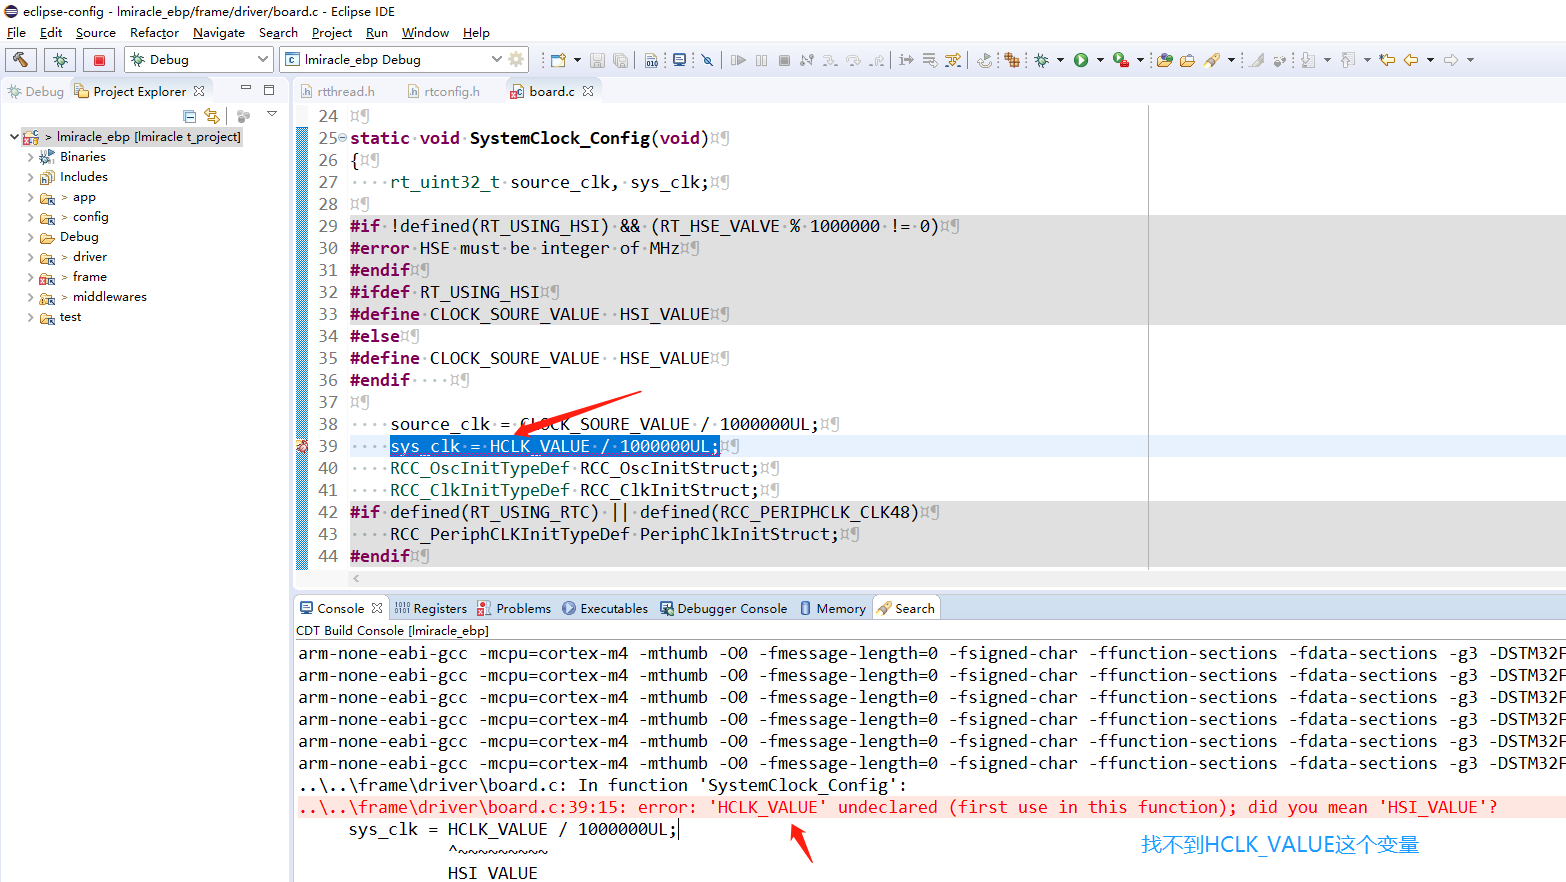 eclipse-config - lmiracle_ebp/frame/driver/board.c - Eclipse IDE
File Edit Source Refactor Navigate Search Project Run Window Help
Debug
lmiracle_ebp Debug
Debug
Project Explorer
> lmiracle_ebp [lmiracle t_project]
Binaries
Includes
> app
> config
Debug
> driver
> frame
> middlewares
test
rtthread.h
rtconfig.h
board.c
24
25 static void SystemClock_Config(void)
26 {
27 rt_uint32_t source_clk, sys_clk;
28
29 #if !defined(RT_USING_HSI) && (RT_HSE_VALVE % 1000000 != 0)
30 #error HSE must be integer of MHz
31 #endif
32 #ifdef RT_USING_HSI
33 #define CLOCK_SOURE_VALUE HSI_VALUE
34 #else
35 #define CLOCK_SOURE_VALUE HSE_VALUE
36 #endif
37
38 source_clk = CLOCK_SOURE_VALUE / 1000000UL;
39 sys_clk = HCLK_VALUE / 1000000UL;
40 RCC_OscInitTypeDef RCC_OscInitStruct;
41 RCC_ClkInitTypeDef RCC_ClkInitStruct;
42 #if defined(RT_USING_RTC) || defined(RCC_PERIPHCLK_CLK48)
43 RCC_PeriphCLKInitTypeDef PeriphClkInitStruct;
44 #endif
Console Registers Problems Executables Debugger Console Memory Search
CDT Build Console [lmiracle_ebp]
arm-none-eabi-gcc -mcpu=cortex-m4 -mthumb -O0 -fmessage-length=0 -fsigned-char -ffunction-sections -fdata-sections -g3 -DSTM32F
arm-none-eabi-gcc -mcpu=cortex-m4 -mthumb -O0 -fmessage-length=0 -fsigned-char -ffunction-sections -fdata-sections -g3 -DSTM32F
arm-none-eabi-gcc -mcpu=cortex-m4 -mthumb -O0 -fmessage-length=0 -fsigned-char -ffunction-sections -fdata-sections -g3 -DSTM32F
arm-none-eabi-gcc -mcpu=cortex-m4 -mthumb -O0 -fmessage-length=0 -fsigned-char -ffunction-sections -fdata-sections -g3 -DSTM32F
arm-none-eabi-gcc -mcpu=cortex-m4 -mthumb -O0 -fmessage-length=0 -fsigned-char -ffunction-sections -fdata-sections -g3 -DSTM32F
arm-none-eabi-gcc -mcpu=cortex-m4 -mthumb -O0 -fmessage-length=0 -fsigned-char -ffunction-sections -fdata-sections -g3 -DSTM32F
..\..\frame\driver\board.c: In function 'SystemClock_Config':
..\..\frame\driver\board.c:39:15: error: 'HCLK_VALUE' undeclared (first use in this function); did you mean 'HSI_VALUE'?
sys_clk = HCLK_VALUE / 1000000UL;
^~~~~~~~~~
HSI_VALUE
找不到HCLK_VALUE这个变量